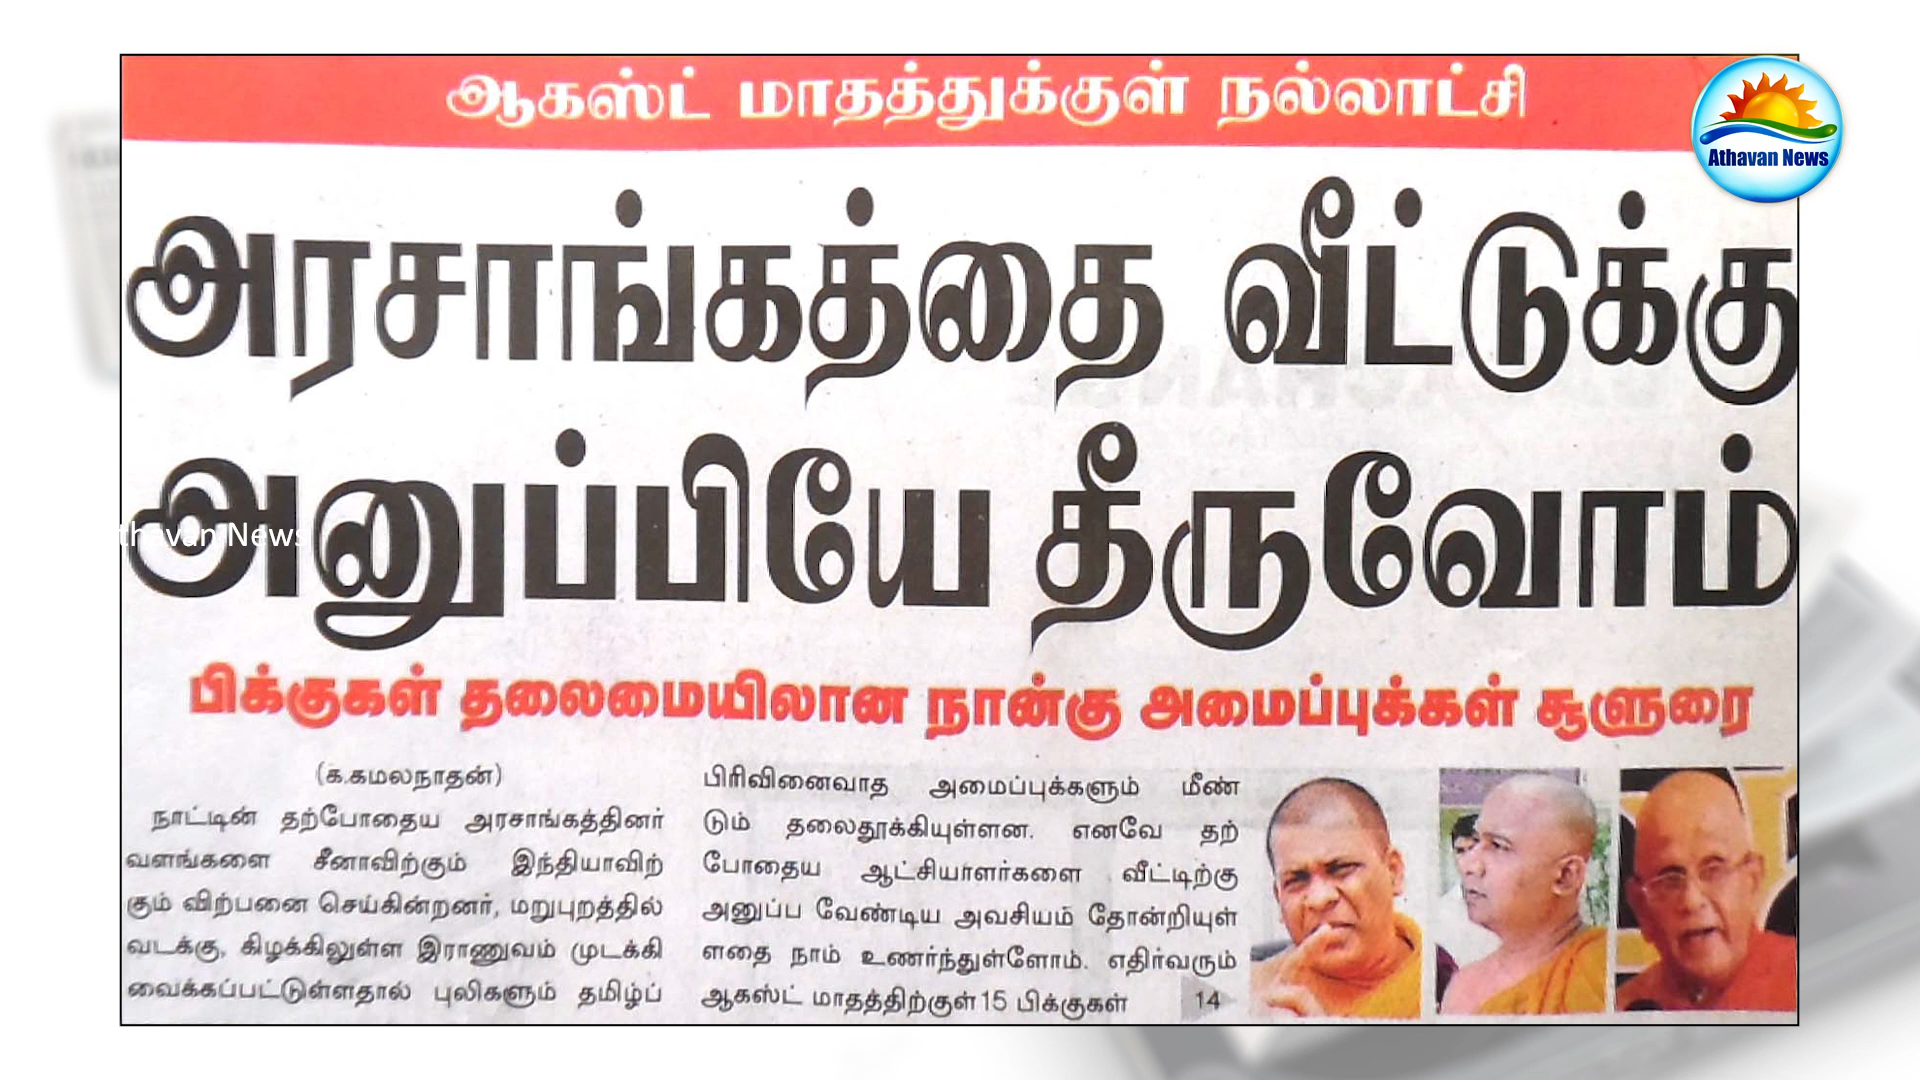 ஆகஸ்ட் மாதத்துக்குள் நல்லாட்சி
Athavan News
அரசாங்கத்தை வீட்டுக்கு
அனுப்பியே தீருவோம்
thavan News
பிக்குகள் தலைமையிலான நான்கு அமைப்புக்கள் சூளுரை
(க.கமலநாதன்)
நாட்டின் தற்போதைய அரசாங்கத்தினர்
வளங்களை சீனாவிற்கும் இந்தியாவிற்
கும் விற்பனை செய்கின்றனர், மறுபுறத்தில்
வடக்கு, கிழக்கிலுள்ள இராணுவம் முடக்கி
வைக்கப்பட்டுள்ளதால் புலிகளும் தமிழ்ப்
பிரிவினைவாத அமைப்புக்களும் மீண்
டும் தலைதூக்கியுள்ளன. எனவே தற்
போதைய ஆட்சியாளர்களை வீட்டிற்கு
அனுப்ப வேண்டிய அவசியம் தோன்றியுள்
ளதை நாம் உணர்ந்துள்ளோம். எதிர்வரும்
ஆகஸ்ட் மாதத்திற்குள் 15 பிக்குகள் 14